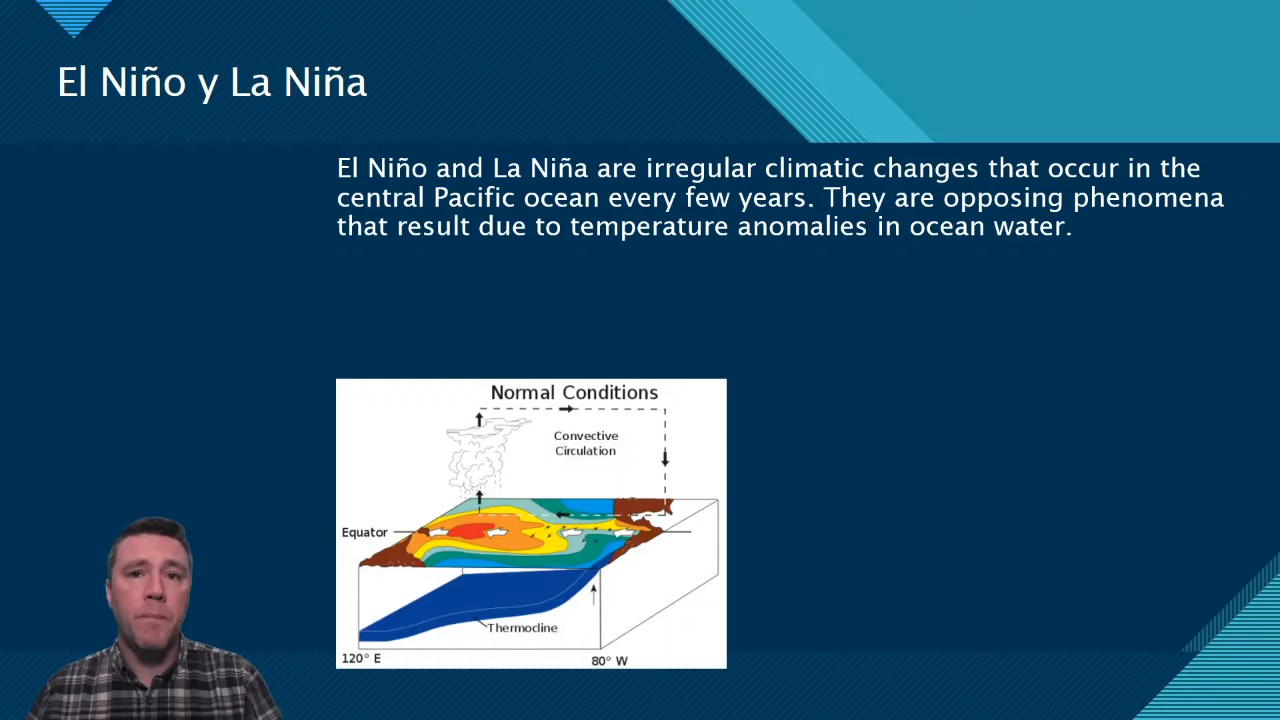 El Niño y La Niña
El Niño and La Niña are irregular climatic changes that occur in the
central Pacific ocean every few years. They are opposing phenomena
that result due to temperature anomalies in ocean water.
Normal Conditions
Convective
Circulation
Equator
Thermocline
120° E
80° W